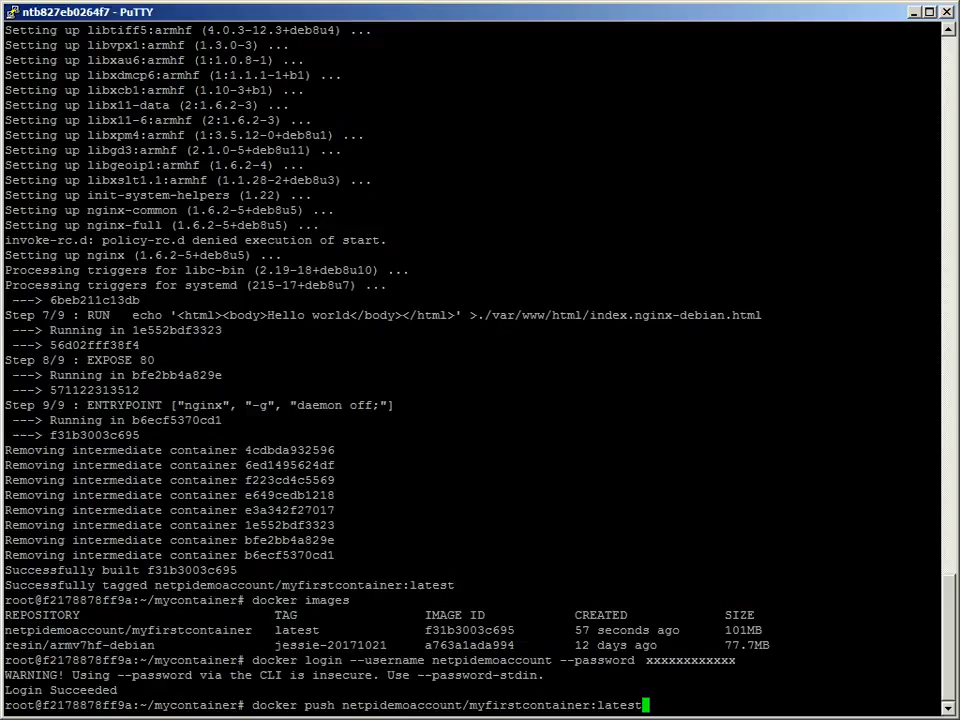 ntb827eb0264f7 - PuTTY
Setting up libtiff5:armhf (4.0.3-12.3+deb8u4) ...
Setting up libvpx1:armhf (1.3.0-3) ...
Setting up libxau6:armhf (1:1.0.8-1) ...
Setting up libxdmcp6:armhf (1:1.1.1-1+b1) ...
Setting up libxcb1:armhf (1.10-3+b1) ...
Setting up libx11-data (2:1.6.2-3) ...
Setting up libx11-6:armhf (2:1.6.2-3) ...
Setting up libxpm4:armhf (1:3.5.12-0+deb8u1) ...
Setting up libgd3:armhf (2.1.0-5+deb8u11) ...
Setting up libgeoip1:armhf (1.6.2-4) ...
Setting up libxslt1.1:armhf (1.1.28-2+deb8u3) ...
Setting up init-system-helpers (1.22) ...
Setting up nginx-common (1.6.2-5+deb8u5) ...
Setting up nginx-full (1.6.2-5+deb8u5) ...
invoke-rc.d: policy-rc.d denied execution of start.
Setting up nginx (1.6.2-5+deb8u5) ...
Processing triggers for libc-bin (2.19-18+deb8u10) ...
Processing triggers for systemd (215-17+deb8u7) ...
 ---> 6beb211c13db
Step 7/9 : RUN   echo '<html><body>Hello world</body></html>' >./var/www/html/index.nginx-debian.html
 ---> Running in 1e552bdf3323
 ---> 56d02fff38f4
Step 8/9 : EXPOSE 80
 ---> Running in bfe2bb4a829e
 ---> 571122313512
Step 9/9 : ENTRYPOINT ["nginx", "-g", "daemon off;"]
 ---> Running in b6ecf5370cd1
 ---> f31b3003c695
Removing intermediate container 4cdbda932596
Removing intermediate container 6ed1495624df
Removing intermediate container f223cd4c5569
Removing intermediate container e649cedb1218
Removing intermediate container e3a342f27017
Removing intermediate container 1e552bdf3323
Removing intermediate container bfe2bb4a829e
Removing intermediate container b6ecf5370cd1
Successfully built f31b3003c695
Successfully tagged netpidemoaccount/myfirstcontainer:latest
root@f2178878ff9a:~/mycontainer# docker images
REPOSITORY                          TAG                 IMAGE ID            CREATED             SIZE
netpidemoaccount/myfirstcontainer   latest              f31b3003c695        57 seconds ago      101MB
resin/armv7hf-debian                jessie-20171021     a763a1ada994        12 days ago         77.7MB
root@f2178878ff9a:~/mycontainer# docker login --username netpidemoaccount --password xxxxxxxxxxxx
WARNING! Using --password via the CLI is insecure. Use --password-stdin.
Login Succeeded
root@f2178878ff9a:~/mycontainer# docker push netpidemoaccount/myfirstcontainer:latest